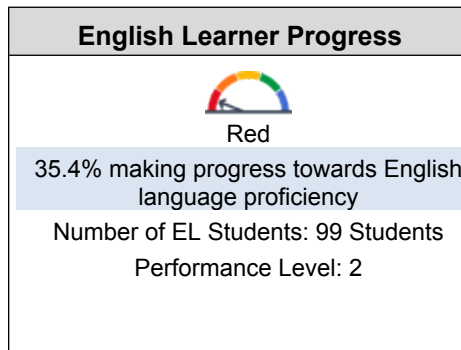 English Learner Progress
Red
35.4% making progress towards English
language proficiency
Number of EL Students: 99 Students
Performance Level: 2